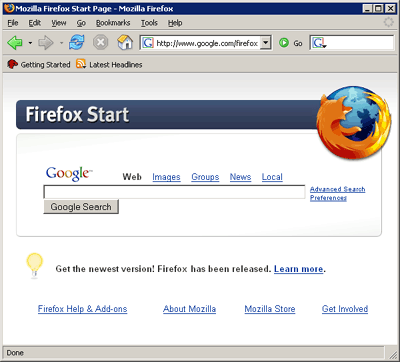 Mozilla Firefox Start Page - Mozilla Firefox
File Edit View Go Bookmarks Tools Help
http://www.google.com/firefox Go
Getting Started Latest Headlines
Firefox Start
Google™ Web Images Groups News Local
Advanced Search
Preferences
Google Search
Get the newest version! Firefox has been released. Learn more.
Firefox Help & Add-ons About Mozilla Mozilla Store Get Involved
Done